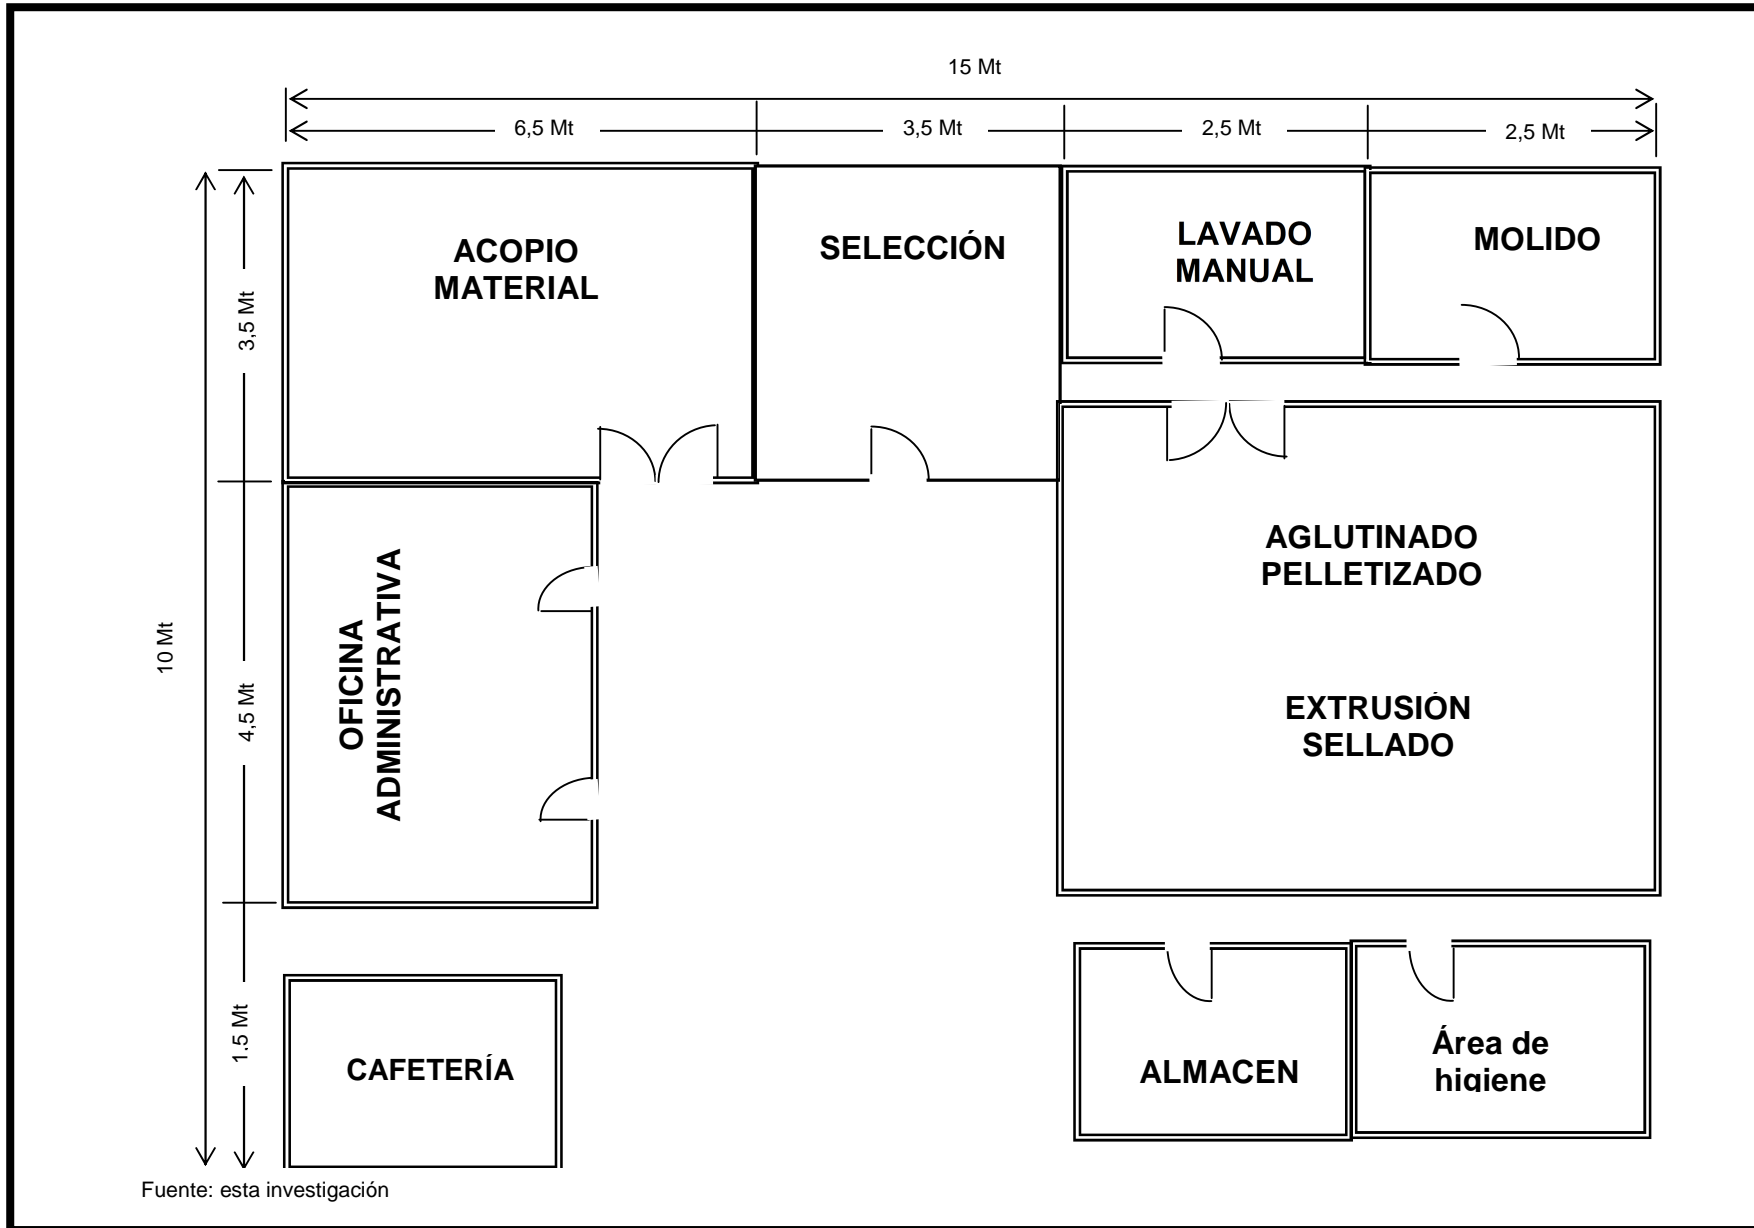 15 Mt
6,5 Mt
3,5 Mt
2,5 Mt
2,5 Mt
10 Mt
3,5 Mt
4,5 Mt
1.5 Mt
ACOPIO
MATERIAL
SELECCIÓN
LAVADO
MANUAL
MOLIDO
OFICINA
ADMINISTRATIVA
AGLUTINADO
PELLETIZADO
EXTRUSIÓN
SELLADO
CAFETERÍA
ALMACEN
Área de
higiene
Fuente: esta investigación